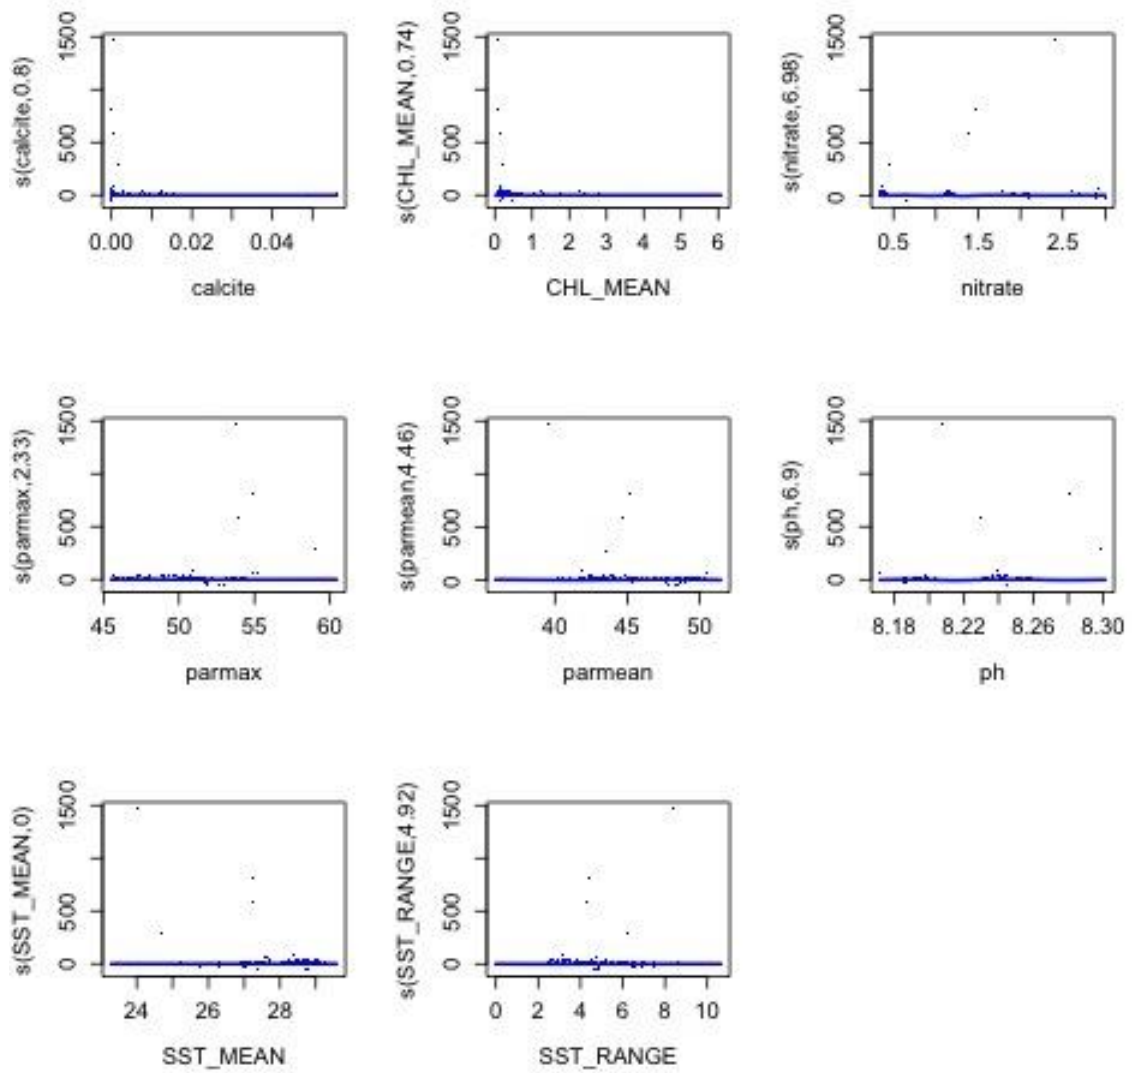 s(calcite,0.8)
0 500 1500
0.00 0.02 0.04
calcite
s(CHL_MEAN,0.74)
0 500 1500
0 1 2 3 4 5 6
CHL_MEAN
s(nitrate,6.98)
0 500 1500
0.5 1.5 2.5
nitrate
s(parmax,2.33)
0 500 1500
45 50 55 60
parmax
s(parmean,4.46)
0 500 1500
40 45 50
parmean
s(ph,6.9)
0 500 1500
8.18 8.22 8.26 8.30
ph
s(SST_MEAN,0)
0 500 1500
24 26 28
SST_MEAN
s(SST_RANGE,4.92)
0 500 1500
0 2 4 6 8 10
SST_RANGE